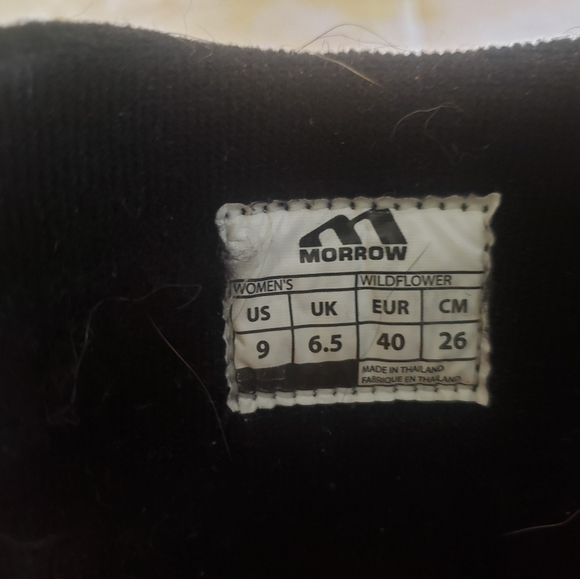 MORROW
WOMEN'S WILDFLOWER
US UK EUR CM
9 6.5 40 26
MADE IN THAILAND
FABRIQUE EN THAILAND